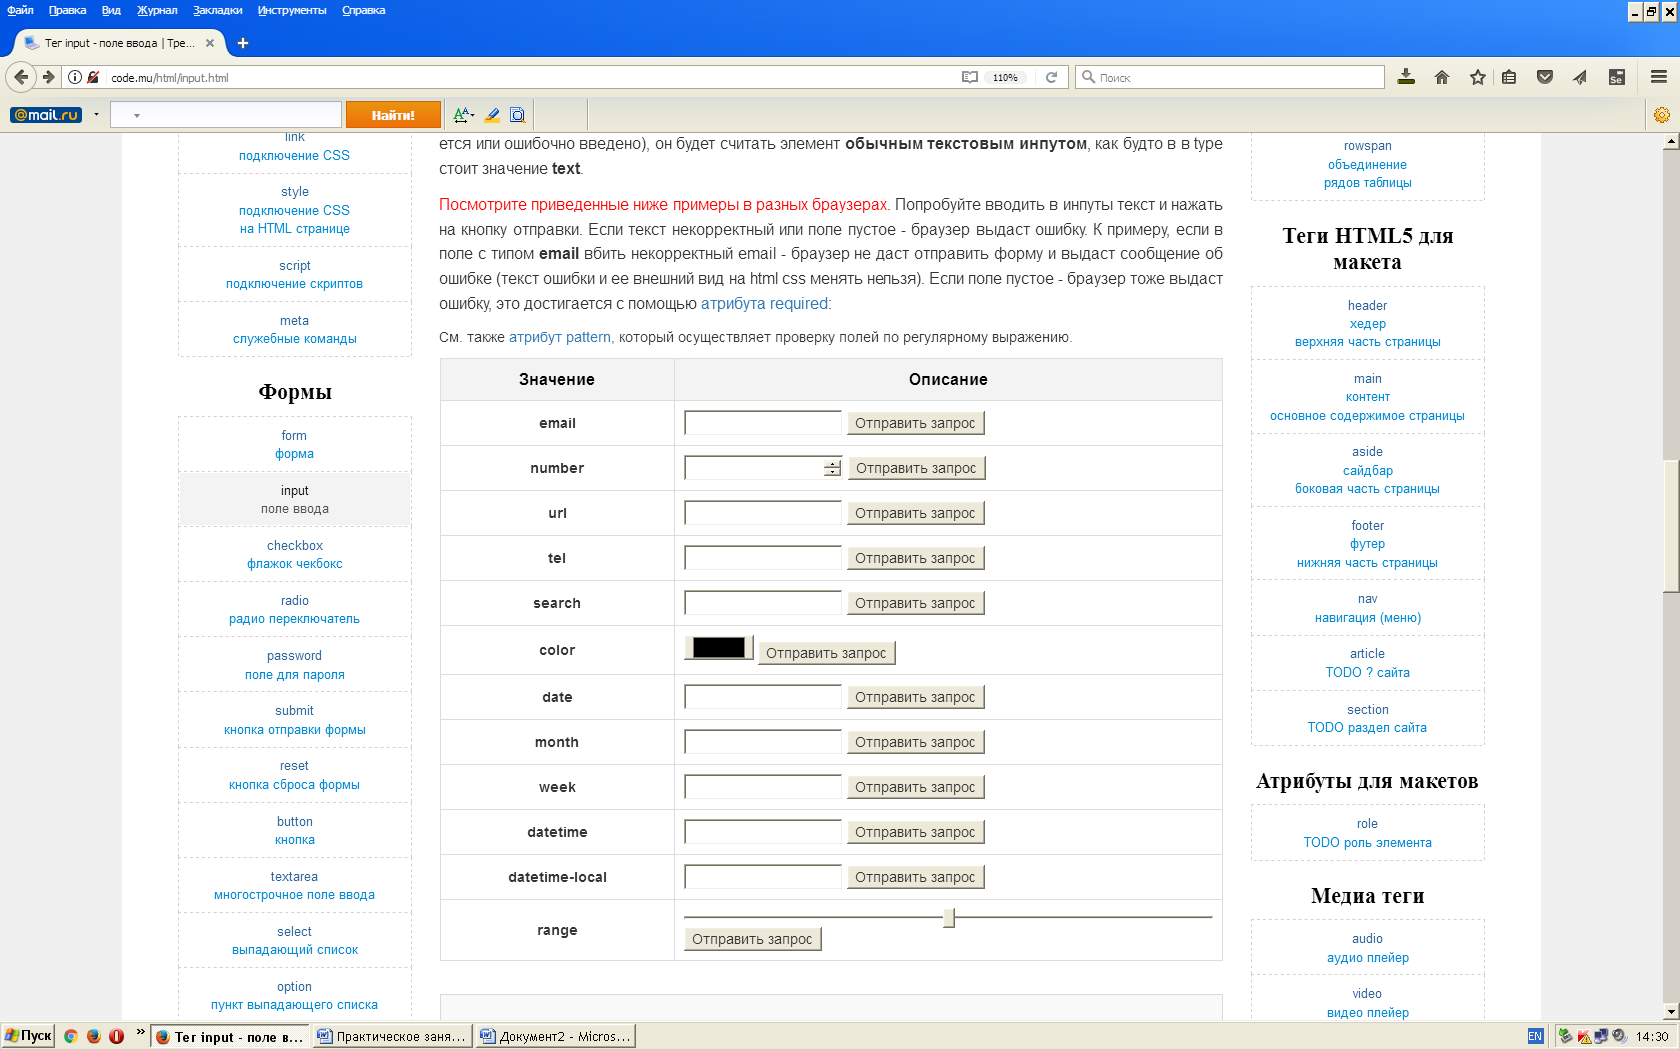 Файл Правка Вид Журнал Закладки Инструменты Справка
Тег input - поле ввода | Тре...
code.mu/html/input.html
110%
Поиск
@mail.ru
Найти!
link
подключение CSS
style
подключение CSS
на HTML странице
script
подключение скриптов
meta
служебные команды
Формы
form
форма
input
поле ввода
checkbox
флажок чекбокс
radio
радио переключатель
password
поле для пароля
submit
кнопка отправки формы
reset
кнопка сброса формы
button
кнопка
textarea
многострочное поле ввода
select
выпадающий список
option
пункт выпадающего списка
ется или ошибочно введено), он будет считать элемент обычным текстовым инпутом, как будто в в type
стоит значение text.
Посмотрите приведенные ниже примеры в разных браузерах. Попробуйте вводить в инпуты текст и нажать
на кнопку отправки. Если текст некорректный или поле пустое - браузер выдаст ошибку. К примеру, если в
поле с типом email вбить некорректный email - браузер не даст отправить форму и выдаст сообщение об
ошибке (текст ошибки и ее внешний вид на html css менять нельзя). Если поле пустое - браузер тоже выдаст
ошибку, это достигается с помощью атрибута required:
См. также атрибут pattern, который осуществляет проверку полей по регулярному выражению.
Значение Описание
email Отправить запрос
number Отправить запрос
url Отправить запрос
tel Отправить запрос
search Отправить запрос
color Отправить запрос
date Отправить запрос
month Отправить запрос
week Отправить запрос
datetime Отправить запрос
datetime-local Отправить запрос
range
Отправить запрос
rowspan
объединение
рядов таблицы
Теги HTML5 для
макета
header
хедер
верхняя часть страницы
main
контент
основное содержимое страницы
aside
сайдбар
боковая часть страницы
footer
футер
нижняя часть страницы
nav
навигация (меню)
article
TODO ? сайта
section
TODO раздел сайта
Атрибуты для макетов
role
TODO роль элемента
Медиа теги
audio
аудио плейер
video
видео плейер
Пуск
Тег input - поле в...
Практическое заня...
Документ2 - Micros...
EN
14:30